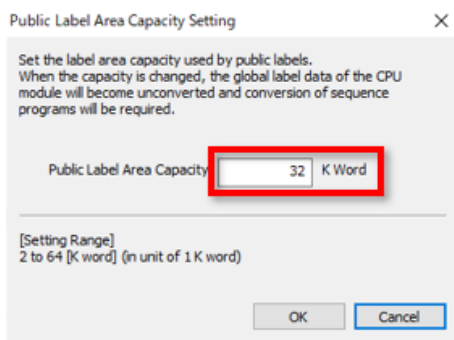 Public Label Area Capacity Setting
Set the label area capacity used by public labels.
When the capacity is changed, the global label data of the CPU
module will become unconverted and conversion of sequence
programs will be required.
Public Label Area Capacity 32 K Word
[Setting Range]
2 to 64 [K word] (in unit of 1 K word)
OK Cancel